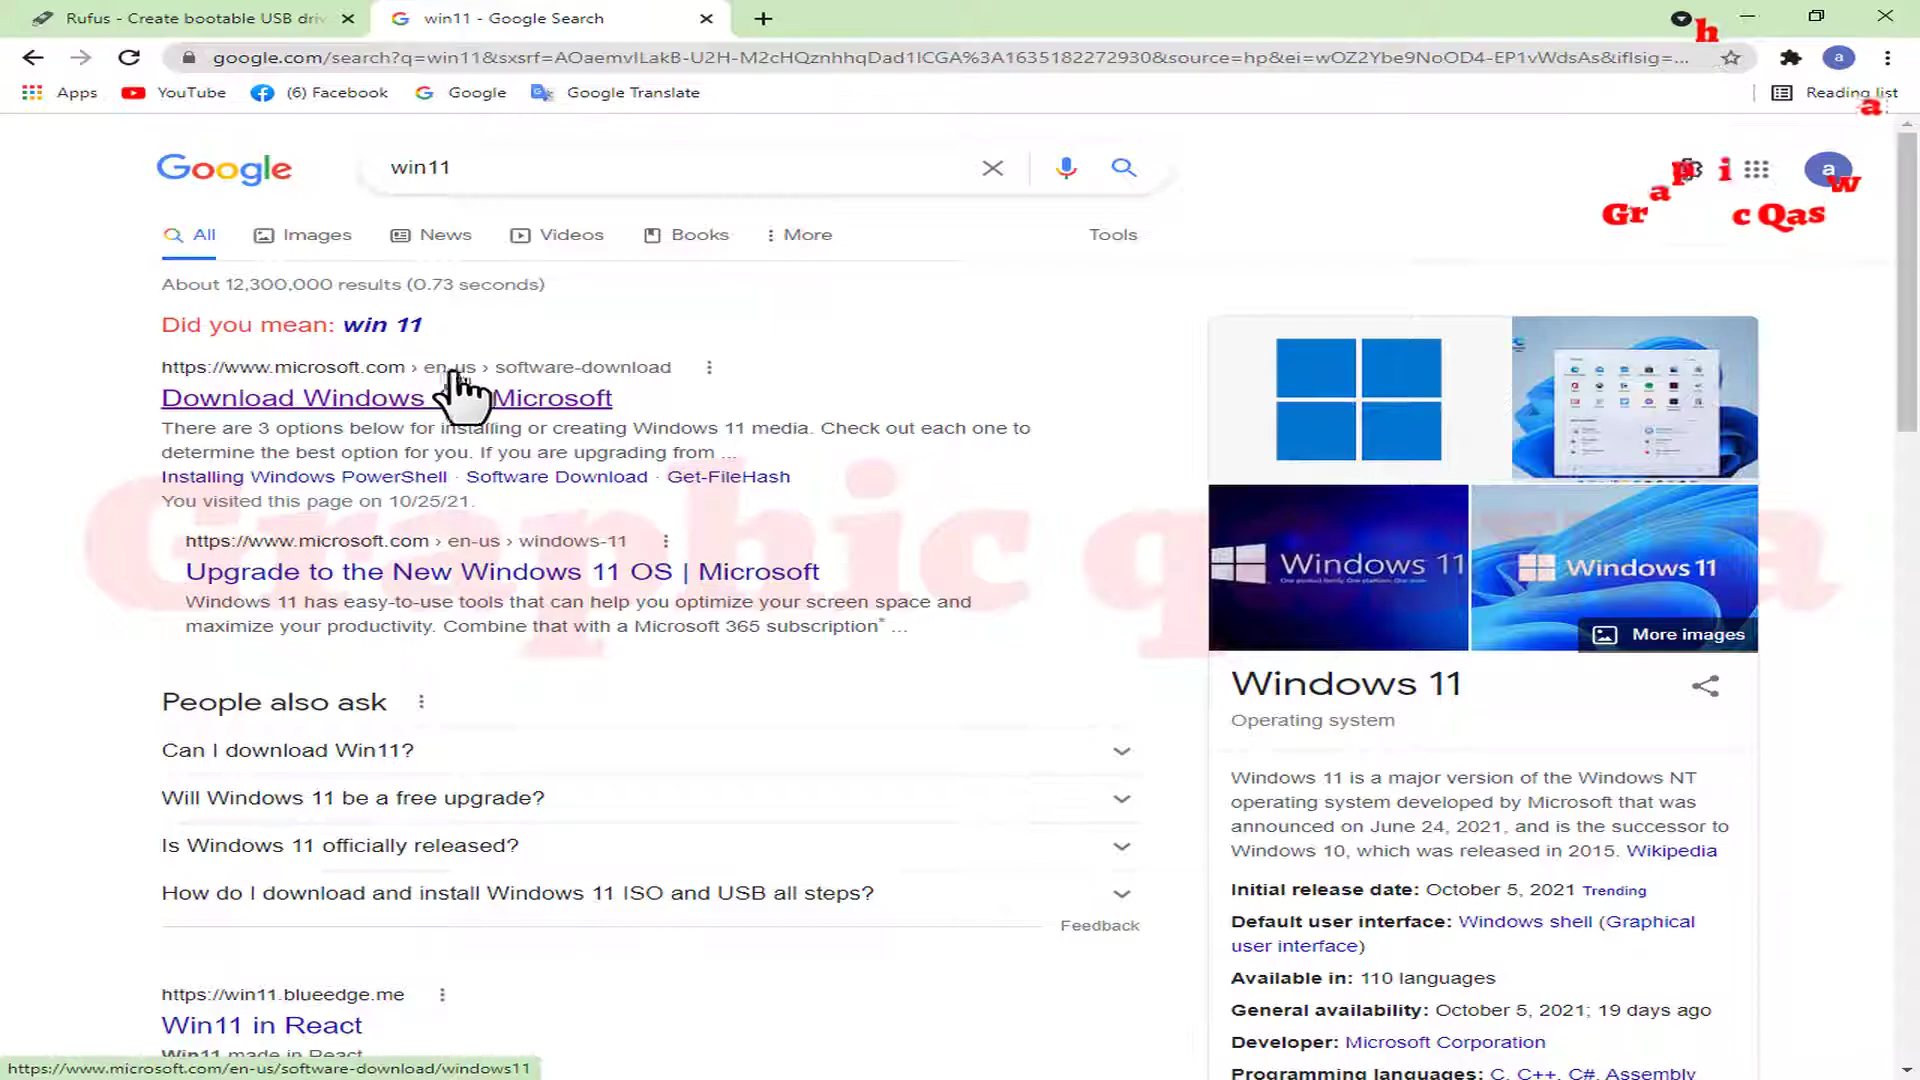 Rufus - Create bootable USB driv
win11 - Google Search
google.com/search?q=win11&sxsrf=AOaemvILakB-U2H-M2cHQznhhqDad1ICGA%3A1635182272930&source=hp&ei=wOZ2Ybe9NoOD4-EP1vWdsAs&iflsig=...
a
Apps
YouTube
(6) Facebook
Google
Google Translate
Reading list
Google
win11
a
h
a
Gr a p i c Qas w
All
Images
News
Videos
Books
More
Tools
About 12,300,000 results (0.73 seconds)
Did you mean: win 11
https://www.microsoft.com › en-us › software-download
Download Windows Microsoft
There are 3 options below for installing or creating Windows 11 media. Check out each one to
determine the best option for you. If you are upgrading from ...
Installing Windows PowerShell · Software Download · Get-FileHash
You visited this page on 10/25/21.
https://www.microsoft.com › en-us › windows-11
Upgrade to the New Windows 11 OS | Microsoft
Windows 11 has easy-to-use tools that can help you optimize your screen space and
maximize your productivity. Combine that with a Microsoft 365 subscription* ...
Graphic q a
People also ask
Can I download Win11?
Will Windows 11 be a free upgrade?
Is Windows 11 officially released?
How do I download and install Windows 11 ISO and USB all steps?
Feedback
https://win11.blueedge.me
Win11 in React
Win11 made in React
https://www.microsoft.com/en-us/software-download/windows11
Windows 11
Windows 11
More images
Windows 11
Operating system
Windows 11 is a major version of the Windows NT
operating system developed by Microsoft that was
announced on June 24, 2021, and is the successor to
Windows 10, which was released in 2015. Wikipedia
Initial release date: October 5, 2021 Trending
Default user interface: Windows shell (Graphical
user interface)
Available in: 110 languages
General availability: October 5, 2021; 19 days ago
Developer: Microsoft Corporation
Programming languages: C, C++, C#, Assembly